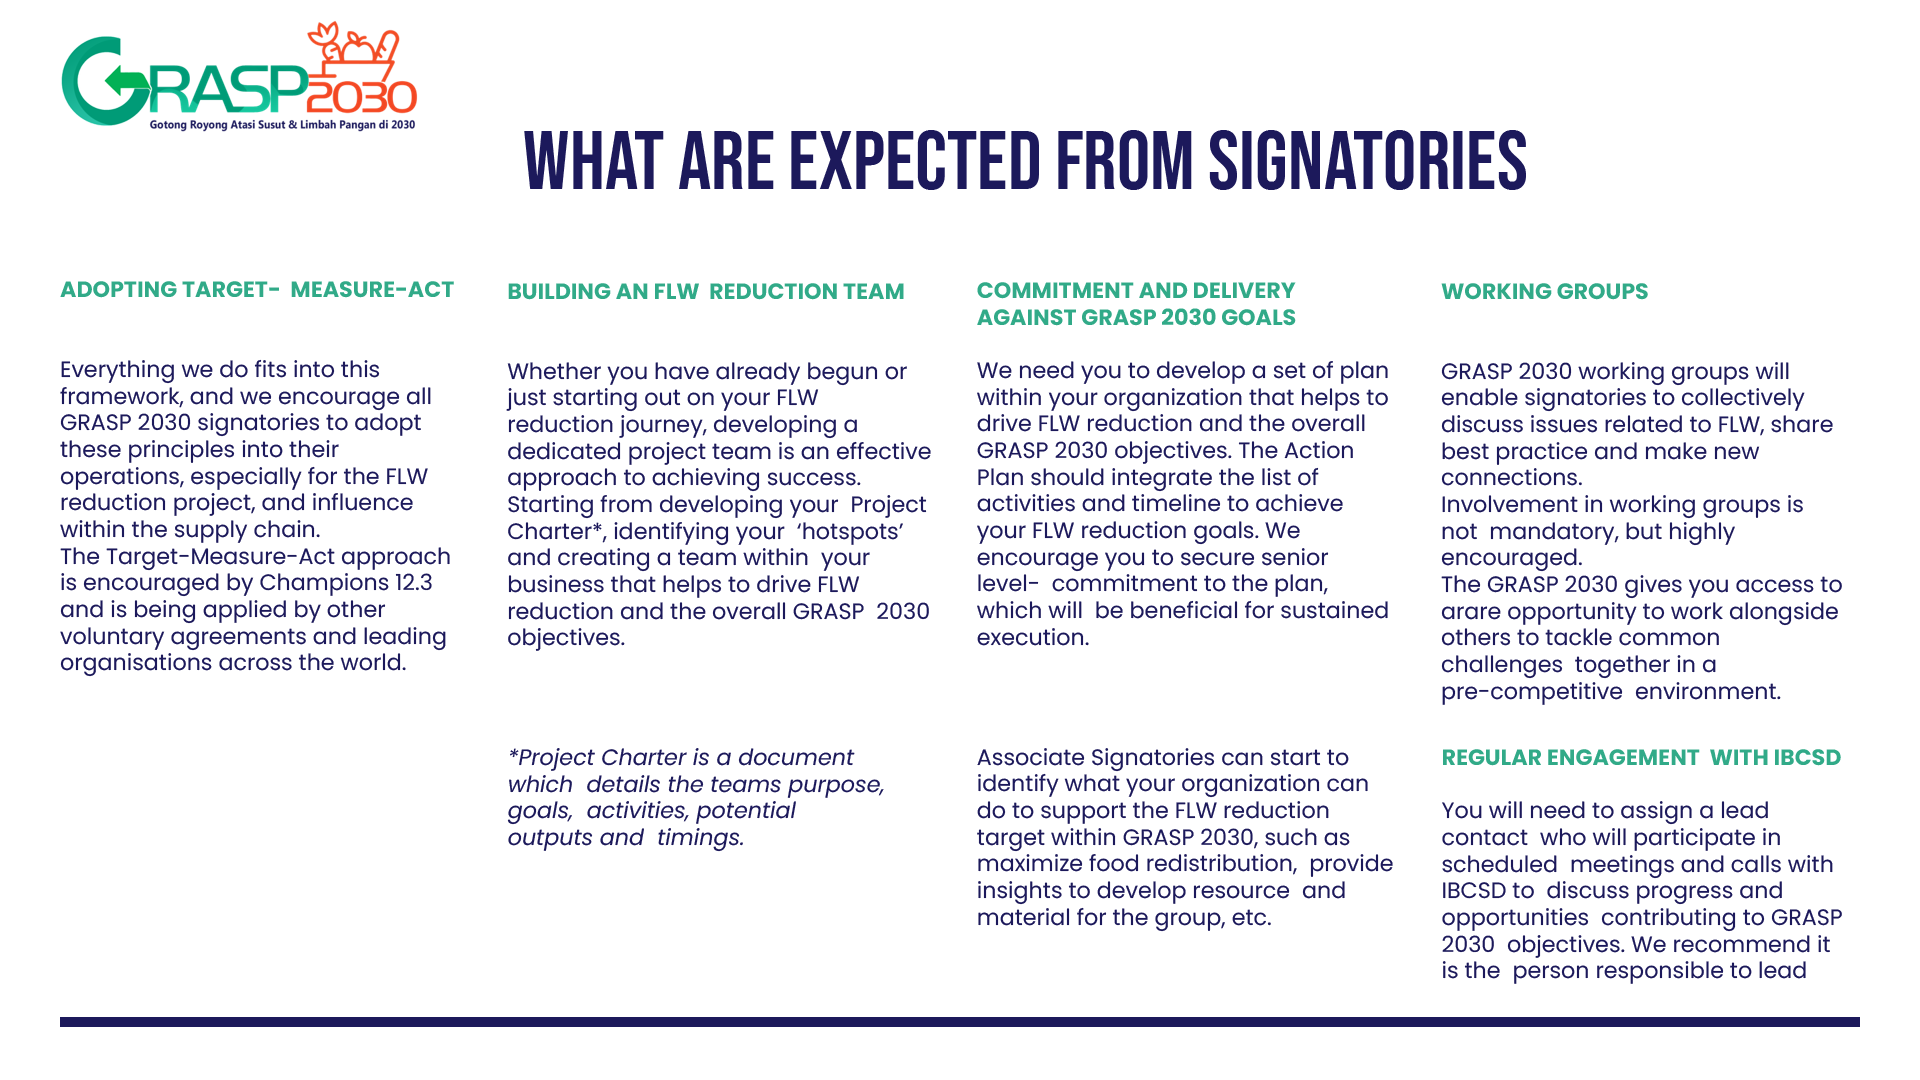 GRASP 2030
Gotong Royong Atasi Susut & Limbah Pangan di 2030
WHAT ARE EXPECTED FROM SIGNATORIES
ADOPTING TARGET- MEASURE-ACT
Everything we do fits into this
framework, and we encourage all
GRASP 2030 signatories to adopt
these principles into their
operations, especially for the FLW
reduction project, and influence
within the supply chain.
The Target-Measure-Act approach
is encouraged by Champions 12.3
and is being applied by other
voluntary agreements and leading
organisations across the world.
BUILDING AN FLW REDUCTION TEAM
Whether you have already begun or
just starting out on your FLW
reduction journey, developing a
dedicated project team is an effective
approach to achieving success.
Starting from developing your Project
Charter*, identifying your ‘hotspots’
and creating a team within your
business that helps to drive FLW
reduction and the overall GRASP 2030
objectives.
*Project Charter is a document
which details the teams purpose,
goals, activities, potential
outputs and timings.
COMMITMENT AND DELIVERY
AGAINST GRASP 2030 GOALS
We need you to develop a set of plan
within your organization that helps to
drive FLW reduction and the overall
GRASP 2030 objectives. The Action
Plan should integrate the list of
activities and timeline to achieve
your FLW reduction goals. We
encourage you to secure senior
level- commitment to the plan,
which will be beneficial for sustained
execution.
Associate Signatories can start to
identify what your organization can
do to support the FLW reduction
target within GRASP 2030, such as
maximize food redistribution, provide
insights to develop resource and
material for the group, etc.
WORKING GROUPS
GRASP 2030 working groups will
enable signatories to collectively
discuss issues related to FLW, share
best practice and make new
connections.
Involvement in working groups is
not mandatory, but highly
encouraged.
The GRASP 2030 gives you access to
arare opportunity to work alongside
others to tackle common
challenges together in a
pre-competitive environment.
REGULAR ENGAGEMENT WITH IBCSD
You will need to assign a lead
contact who will participate in
scheduled meetings and calls with
IBCSD to discuss progress and
opportunities contributing to GRASP
2030 objectives. We recommend it
is the person responsible to lead